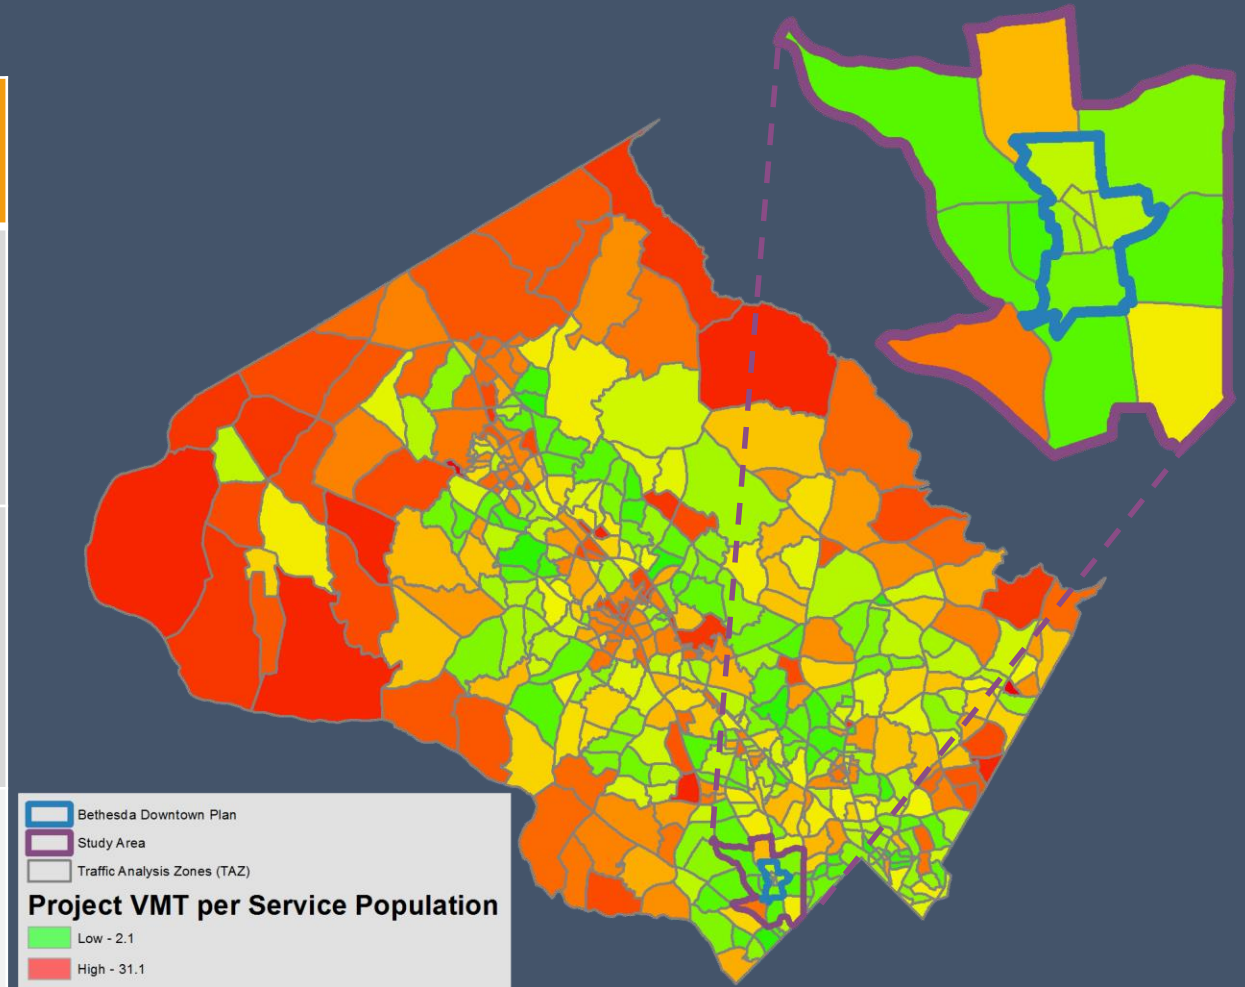 Bethesda Downtown Plan
Study Area
Traffic Analysis Zones (TAZ)
Project VMT per Service Population
Low - 2.1
High - 31.1